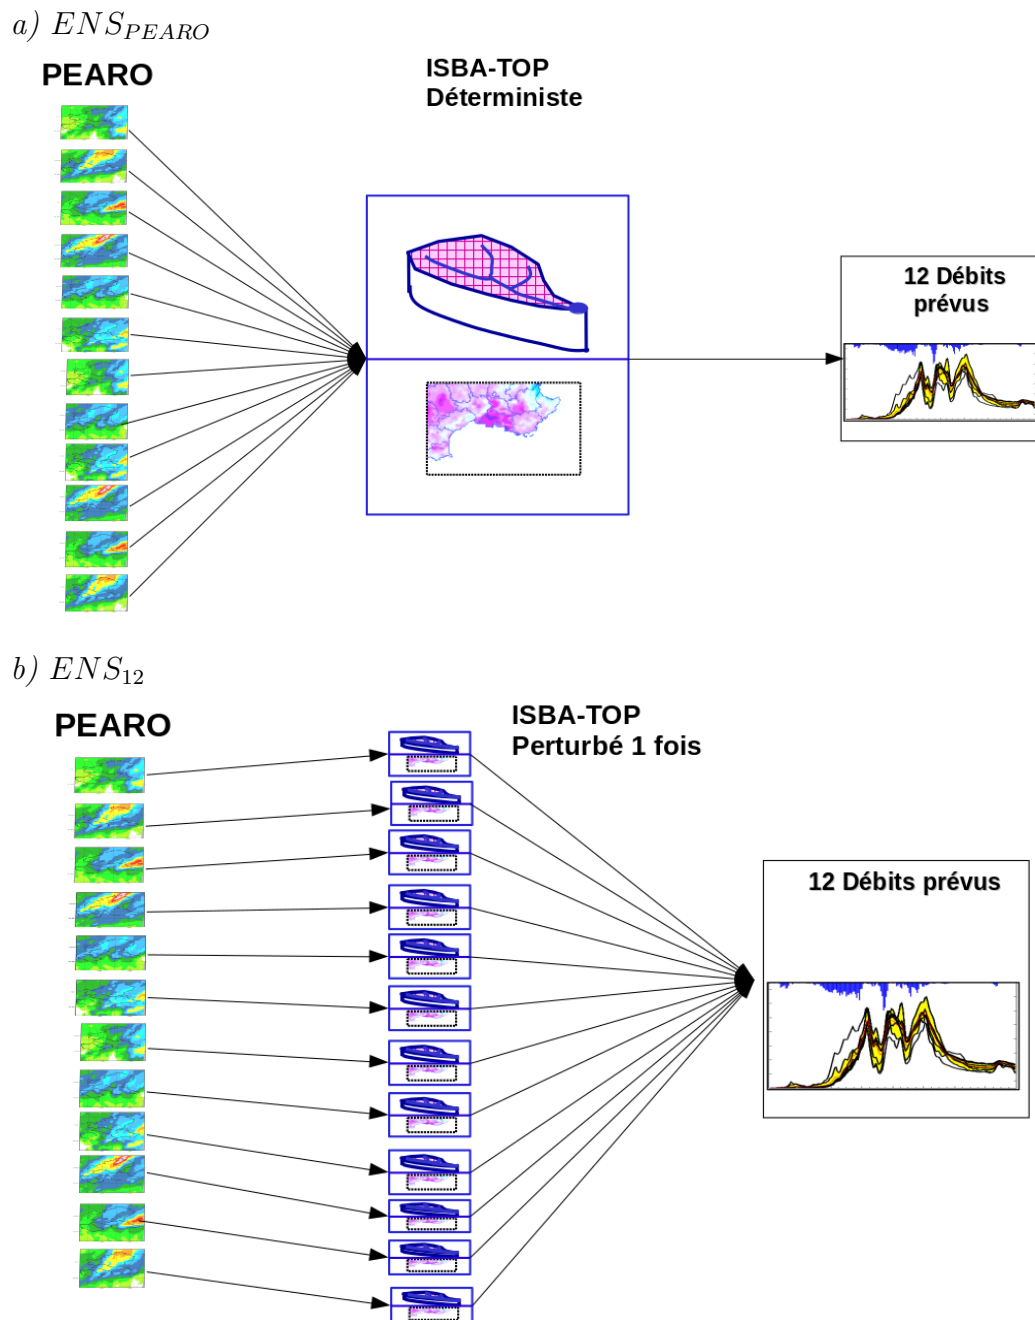 a) ENS_PEARO
PEARO
ISBA-TOP
Déterministe
12 Débits
prévus
b) ENS_12
PEARO
ISBA-TOP
Perturbé 1 fois
12 Débits prévus